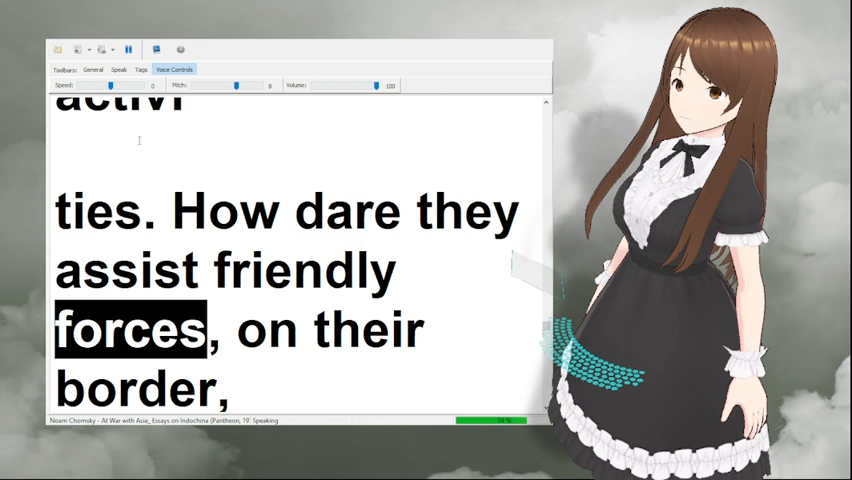 Toolbars: General Speak Tags Voice Controls
Speed: 0 Pitch: 8 Volume: 100
activi
ties. How dare they
assist friendly
forces, on their
border,
Noam Chomsky - At War with Asia_ Essays on Indochina (Pantheon, 19' Speaking 74 %